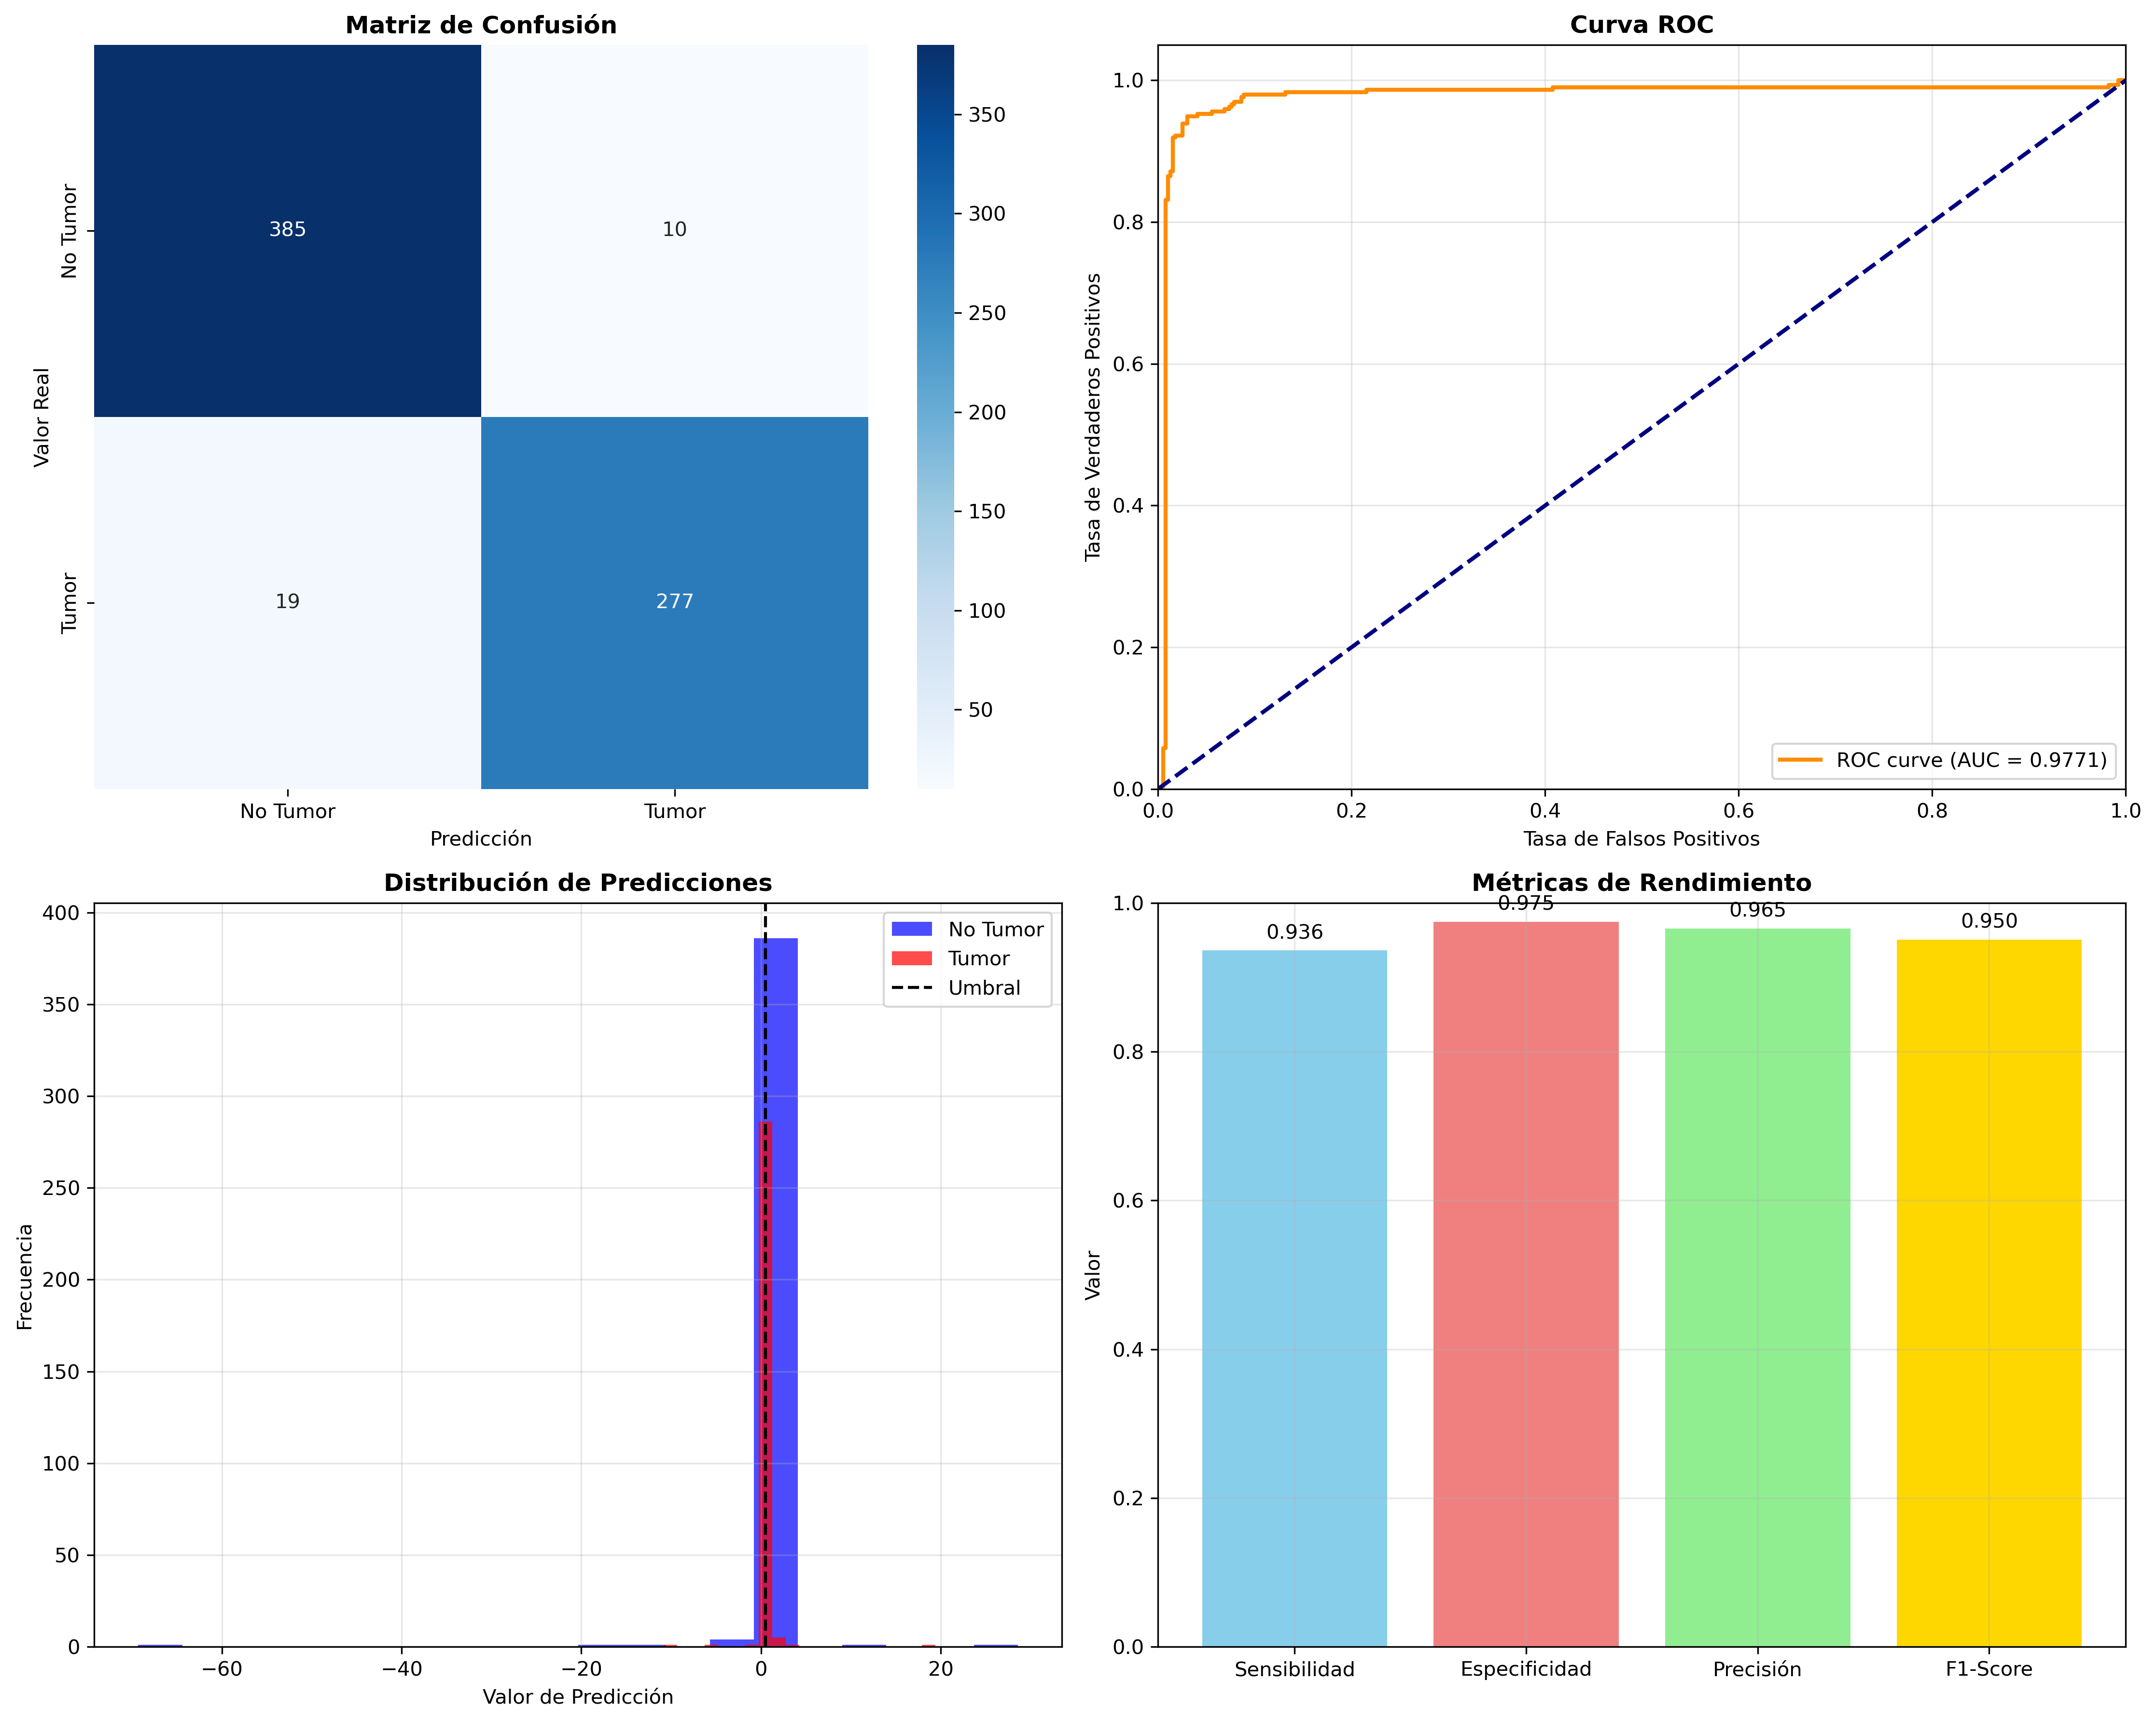 Matriz de Confusión
Valor Real
No Tumor
Tumor
385
10
19
277
No Tumor
Tumor
Predicción
350
300
250
200
150
100
50
Curva ROC
Tasa de Verdaderos Positivos
1.0
0.8
0.6
0.4
0.2
0.0
0.0
0.2
0.4
0.6
0.8
1.0
Tasa de Falsos Positivos
ROC curve (AUC = 0.9771)
Distribución de Predicciones
Frecuencia
400
350
300
250
200
150
100
50
0
−60
−40
−20
0
20
Valor de Predicción
No Tumor
Tumor
Umbral
Métricas de Rendimiento
Valor
1.0
0.8
0.6
0.4
0.2
0.0
0.936
0.975
0.965
0.950
Sensibilidad
Especificidad
Precisión
F1-Score